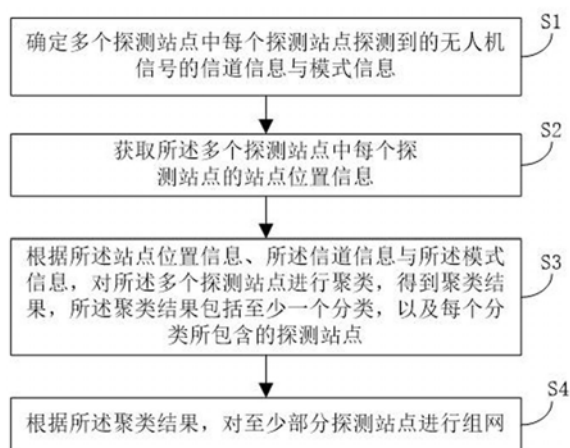 S1
确定多个探测站点中每个探测站点探测到的无人机
信号的信道信息与模式信息
S2
获取所述多个探测站点中每个探
测站点的站点位置信息
S3
根据所述站点位置信息、所述信道信息与所述模式
信息，对所述多个探测站点进行聚类，得到聚类结
果，所述聚类结果包括至少一个分类，以及每个分
类所包含的探测站点
S4
根据所述聚类结果，对至少部分探测站点进行组网